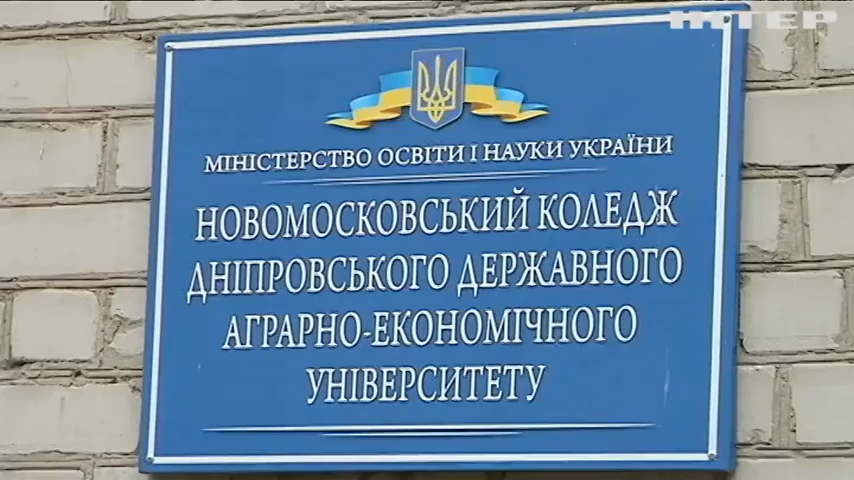 ІНТЕР
МІНІСТЕРСТВО ОСВІТИ І НАУКИ УКРАЇНИ
НОВОМОСКОВСЬКИЙ КОЛЕДЖ
ДНІПРОВСЬКОГО ДЕРЖАВНОГО
АГРАРНО-ЕКОНОМІЧНОГО
УНІВЕРСИТЕТУ